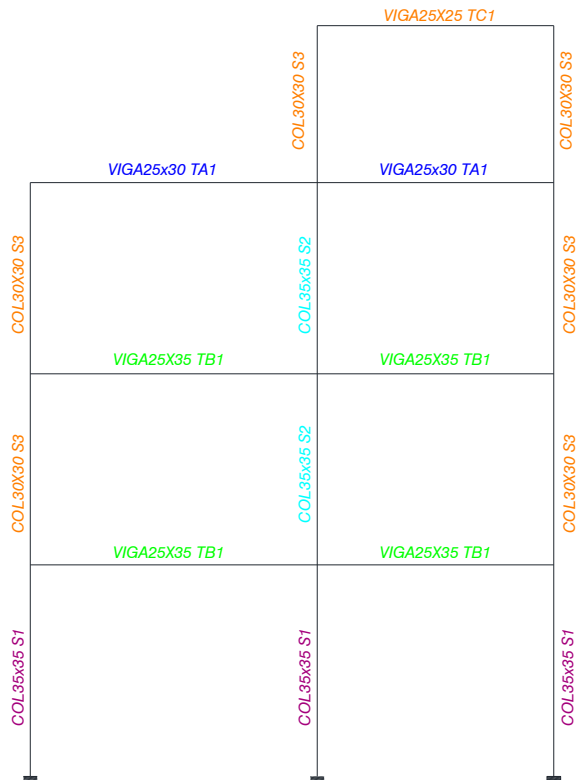 VIGA25X25 TC1
COL30X30 S3
COL30X30 S3
VIGA25x30 TA1
VIGA25x30 TA1
COL30X30 S3
COL35x35 S2
COL30X30 S3
VIGA25X35 TB1
VIGA25X35 TB1
COL30X30 S3
COL35x35 S2
COL30X30 S3
VIGA25X35 TB1
VIGA25X35 TB1
COL35x35 S1
COL35x35 S1
COL35x35 S1